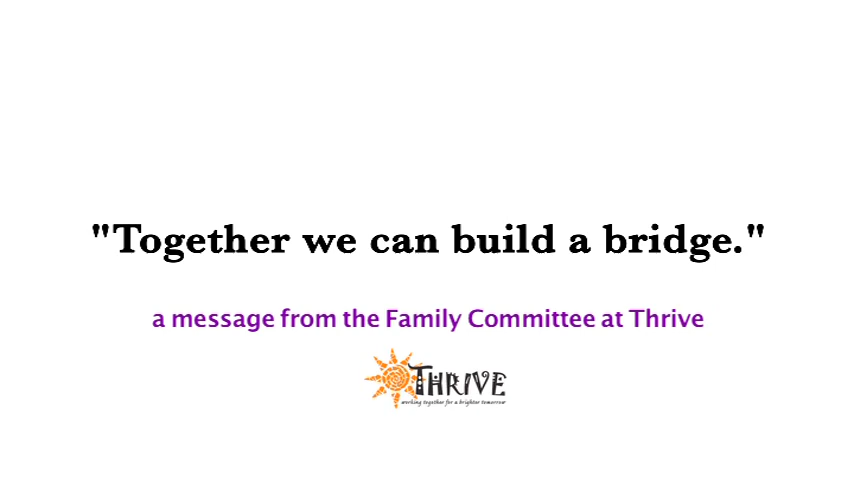 "Together we can build a bridge."
a message from the Family Committee at Thrive
THRIVE
working together for a brighter tomorrow